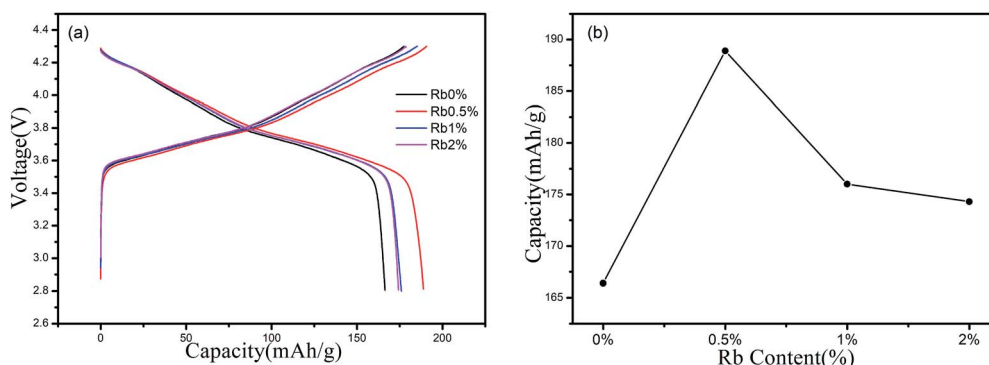 (a)
Voltage(V)
4.4
4.2
4.0
3.8
3.6
3.4
3.2
3.0
2.8
2.6
Rb0%
Rb0.5%
Rb1%
Rb2%
0 50 100 150 200
Capacity(mAh/g)
(b)
Capacity(mAh/g)
190
185
180
175
170
165
0% 0.5% 1% 2%
Rb Content(%)